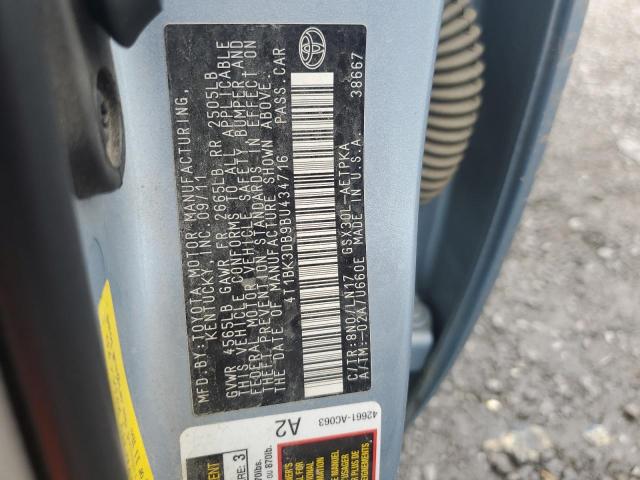 MFD. BY: TOYOTA MOTOR MANUFACTURING,
KENTUCKY, INC. 09/11
GVWR 4565LB GAWR FR 2665LB RR 2505LB
THIS VEHICLE CONFORMS TO ALL APPLICABLE
FEDERAL MOTOR VEHICLE SAFETY, BUMPER AND
THEFT PREVENTION STANDARDS IN EFFECT ON
THE DATE OF MANUFACTURE SHOWN ABOVE.
4T1BK3DB9BU434716 PASS. CAR
38667
C/TR: 8N0/LN17 GSX30L-AETPKA
A/TM: -02A/U660E MADE IN U.S.A.
42661-AC063
A2